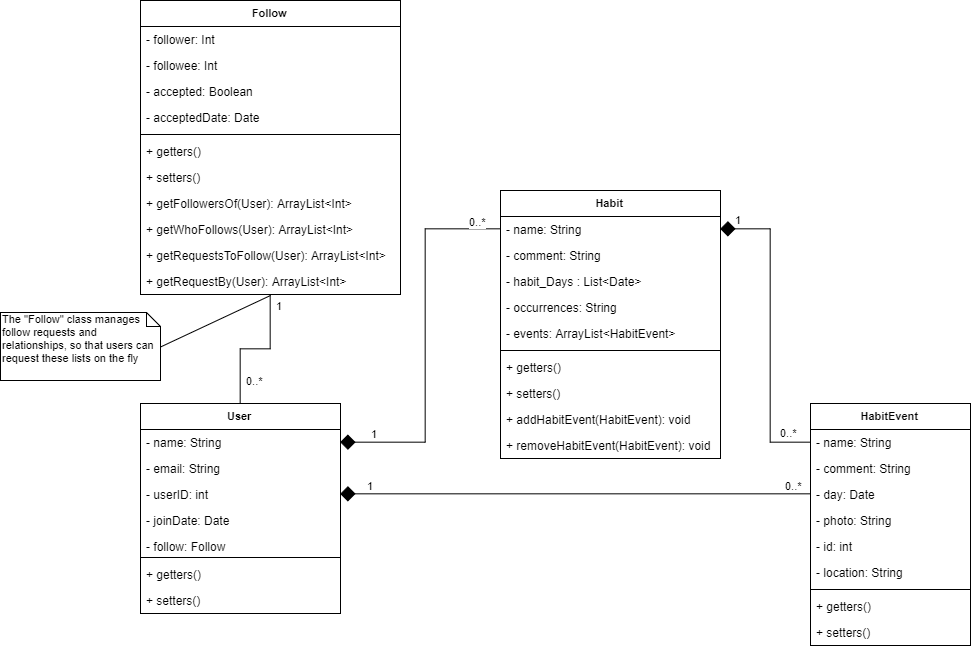 Follow
- follower: Int
- followee: Int
- accepted: Boolean
- acceptedDate: Date
+ getters()
+ setters()
+ getFollowersOf(User): ArrayList<Int>
+ getWhoFollows(User): ArrayList<Int>
+ getRequestsToFollow(User): ArrayList<Int>
+ getRequestBy(User): ArrayList<Int>
The "Follow" class manages
follow requests and
relationships, so that users can
request these lists on the fly
1
0..*
User
- name: String
- email: String
- userID: int
- joinDate: Date
- follow: Follow
+ getters()
+ setters()
1
0..*
1
0..*
Habit
- name: String
- comment: String
- habit_Days : List<Date>
- occurrences: String
- events: ArrayList<HabitEvent>
+ getters()
+ setters()
+ addHabitEvent(HabitEvent): void
+ removeHabitEvent(HabitEvent): void
1
0..*
HabitEvent
- name: String
- comment: String
- day: Date
- photo: String
- id: int
- location: String
+ getters()
+ setters()